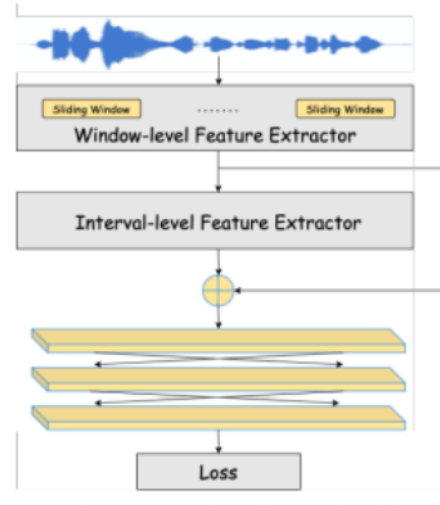 Sliding Window ....... Sliding Window
Window-level Feature Extractor
Interval-level Feature Extractor
Loss